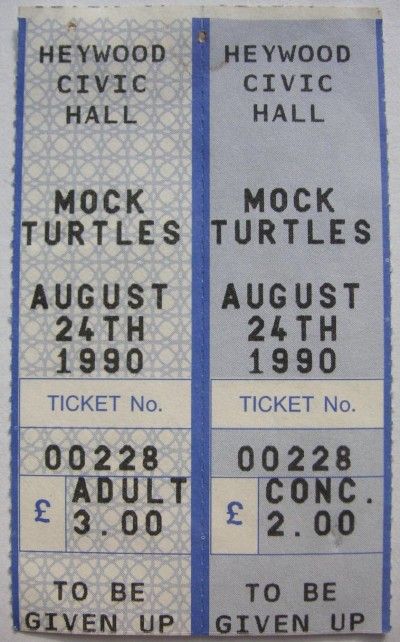 HEYWOOD
CIVIC
HALL
MOCK
TURTLES
AUGUST
24TH
1990
TICKET No.
00228
£ ADULT
3.00
TO BE
GIVEN UP
HEYWOOD
CIVIC
HALL
MOCK
TURTLES
AUGUST
24TH
1990
TICKET No.
00228
£ CONC.
2.00
TO BE
GIVEN UP